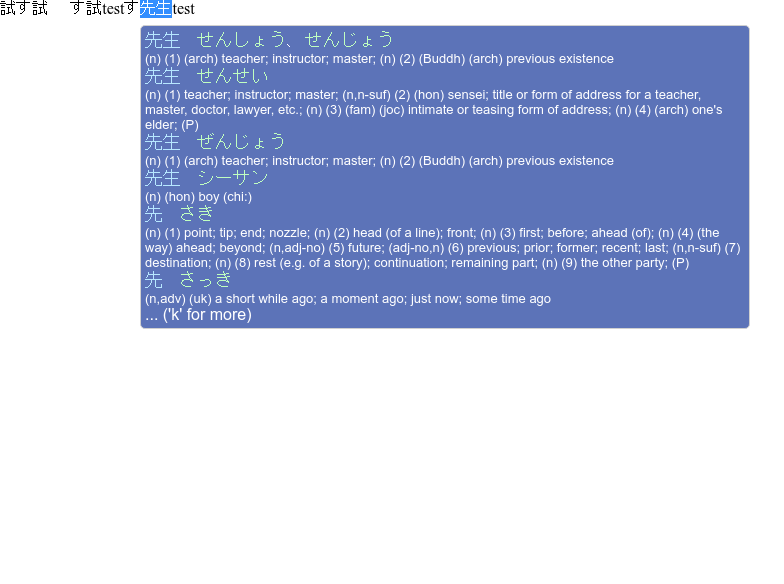 試す試　す試testす先生test
先生　せんしょう、せんじょう
(n) (1) (arch) teacher; instructor; master; (n) (2) (Buddh) (arch) previous existence
先生　せんせい
(n) (1) teacher; instructor; master; (n,n-suf) (2) (hon) sensei; title or form of address for a teacher,
master, doctor, lawyer, etc.; (n) (3) (fam) (joc) intimate or teasing form of address; (n) (4) (arch) one's
elder; (P)
先生　ぜんじょう
(n) (1) (arch) teacher; instructor; master; (n) (2) (Buddh) (arch) previous existence
先生　シーサン
(n) (hon) boy (chi:)
先　さき
(n) (1) point; tip; end; nozzle; (n) (2) head (of a line); front; (n) (3) first; before; ahead (of); (n) (4) (the
way) ahead; beyond; (n,adj-no) (5) future; (adj-no,n) (6) previous; prior; former; recent; last; (n,n-suf) (7)
destination; (n) (8) rest (e.g. of a story); continuation; remaining part; (n) (9) the other party; (P)
先　さっき
(n,adv) (uk) a short while ago; a moment ago; just now; some time ago
... ('k' for more)